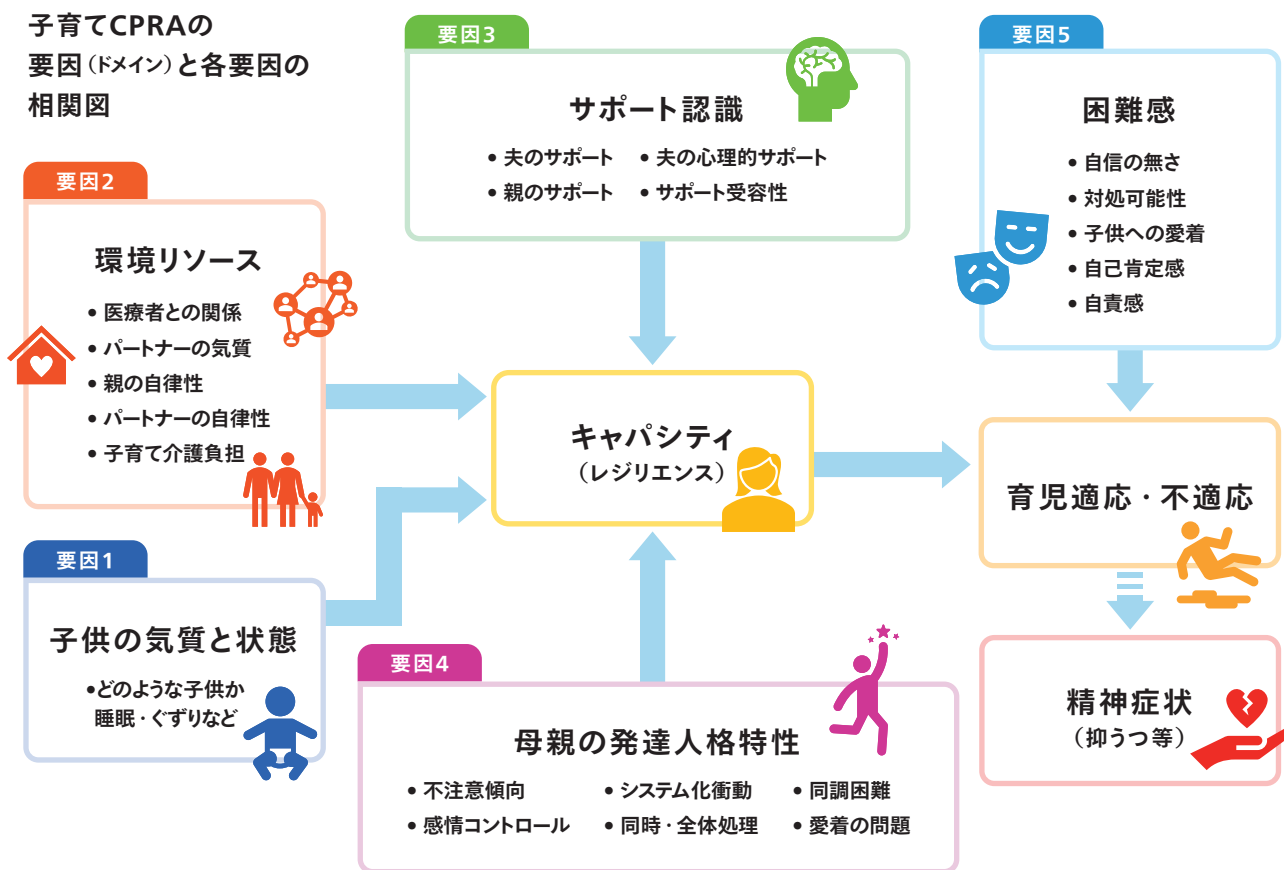 子育てCPRAの
要因(ドメイン)と各要因の
相関図
要因2
環境リソース
• 医療者との関係
• パートナーの気質
• 親の自律性
• パートナーの自律性
• 子育て介護負担
要因1
子供の気質と状態
•どのような子供か
睡眠・ぐずりなど
要因3
サポート認識
• 夫のサポート • 夫の心理的サポート
• 親のサポート • サポート受容性
キャパシティ
(レジリエンス)
要因4
母親の発達人格特性
• 不注意傾向 • システム化衝動 • 同調困難
• 感情コントロール • 同時・全体処理 • 愛着の問題
要因5
困難感
• 自信の無さ
• 対処可能性
• 子供への愛着
• 自己肯定感
• 自責感
育児適応・不適応
精神症状
(抑うつ等)